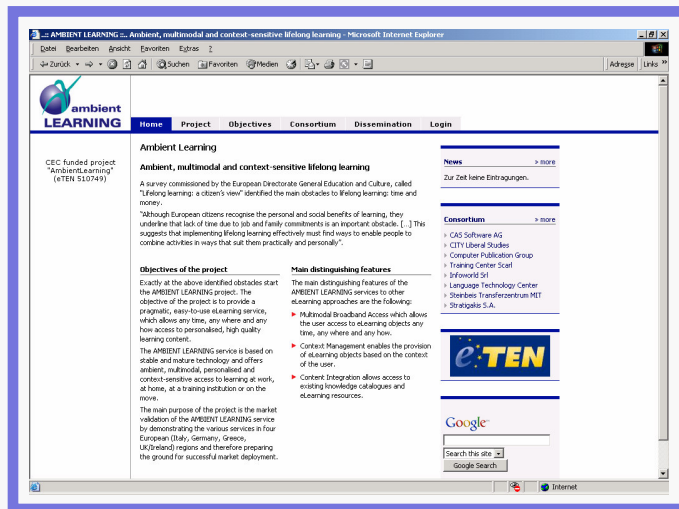 ..:: AMBIENT LEARNING ::.. Ambient, multimodal and context-sensitive lifelong learning - Microsoft Internet Explorer
Datei Bearbeiten Ansicht Favoriten Extras ?
Zurück Suchen Favoriten Medien Adresse Links »
ambient
LEARNING
Home Project Objectives Consortium Dissemination Login
CEC funded project
"AmbientLearning"
(eTEN 510749)
Ambient Learning
Ambient, multimodal and context-sensitive lifelong learning
A survey commissioned by the European Directorate General Education and Culture, called
"Lifelong learning: a citizen's view" identified the main obstacles to lifelong learning: time and
money.
"Although European citizens recognise the personal and social benefits of learning, they
underline that lack of time due to job and family commitments is an important obstacle. [...] This
suggests that implementing lifelong learning effectively must find ways to enable people to
combine activities in ways that suit them practically and personally".
Objectives of the project
Exactly at the above identified obstacles start
the AMBIENT LEARNING project. The
objective of the project is to provide a
pragmatic, easy-to-use eLearning service,
which allows any time, any where and any
how access to personalised, high quality
learning content.
The AMBIENT LEARNING service is based on
stable and mature technology and offers
ambient, multimodal, personalised and
context-sensitive access to learning at work,
at home, at a training institution or on the
move.
The main purpose of the project is the market
validation of the AMBIENT LEARNING service
by demonstrating the various services in four
European (Italy, Germany, Greece,
UK/Ireland) regions and therefore preparing
the ground for successful market deployment.
Main distinguishing features
The main distinguishing features of the
AMBIENT LEARNING services to other
eLearning approaches are the following:
Multimodal Broadband Access which allows
the user access to eLearning objects any
time, any where and any how.
Context Management enables the provision
of eLearning objects based on the context
of the user.
Content Integration allows access to
existing knowledge catalogues and
eLearning resources.
News » more
Zur Zeit keine Eintragungen.
Consortium » more
CAS Software AG
CITY Liberal Studies
Computer Publication Group
Training Center Scarl
Infoworld Srl
Language Technology Center
Steinbeis Transferzentrum MIT
Stratigakis S.A.
e:TEN
Google
Search this site
Google Search
Internet